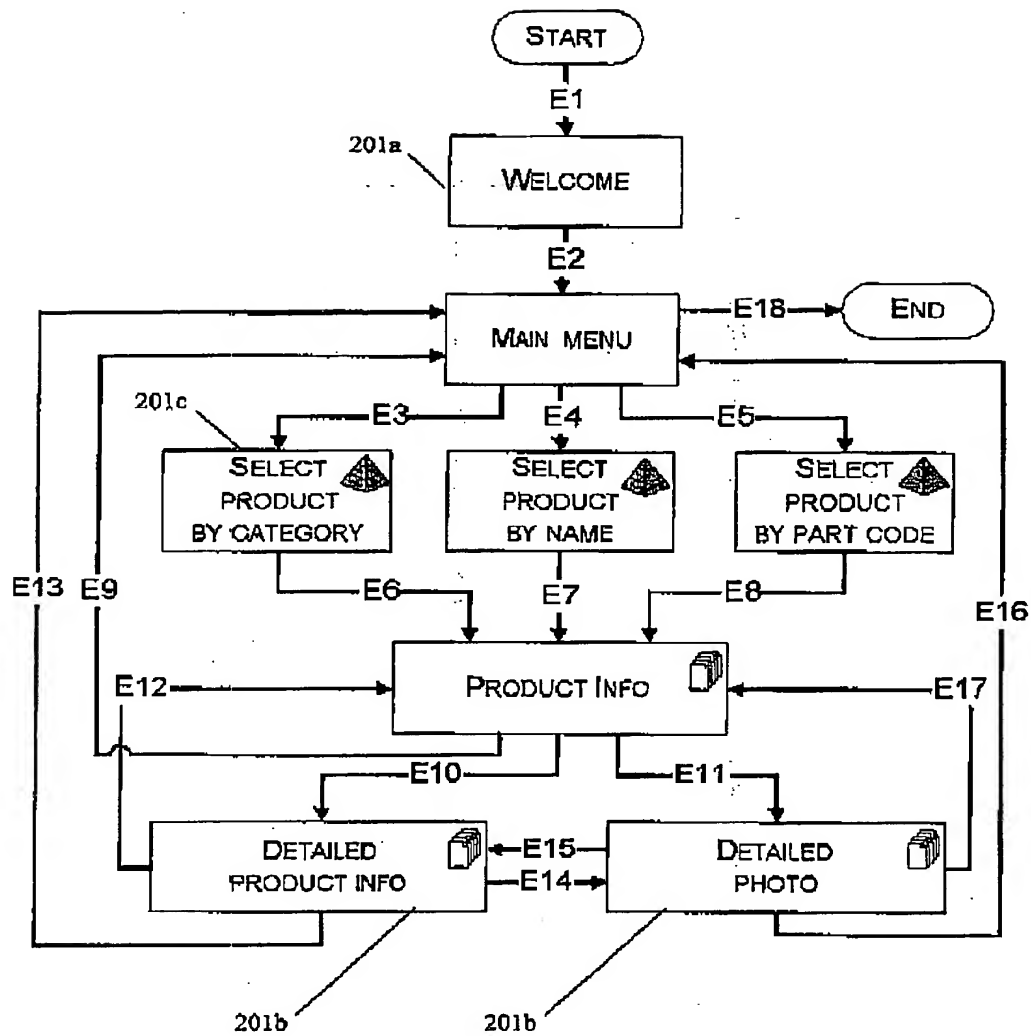 START
E1
201a
WELCOME
E2
MAIN MENU
E18
END
201c
E3
E4
E5
SELECT
PRODUCT
BY CATEGORY
SELECT
PRODUCT
BY NAME
SELECT
PRODUCT
BY PART CODE
E13
E9
E6
E7
E8
E16
E12
PRODUCT INFO
E17
E10
E11
DETAILED
PRODUCT INFO
E15
E14
DETAILED
PHOTO
201b
201b